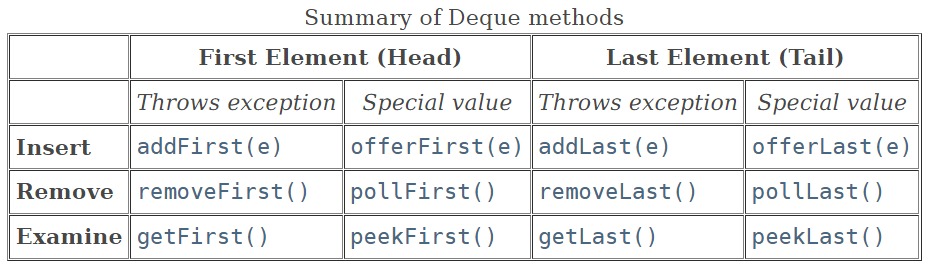 Summary of Deque methods
First Element (Head) Last Element (Tail)
Throws exception Special value Throws exception Special value
Insert addFirst(e) offerFirst(e) addLast(e) offerLast(e)
Remove removeFirst() pollFirst() removeLast() pollLast()
Examine getFirst() peekFirst() getLast() peekLast()